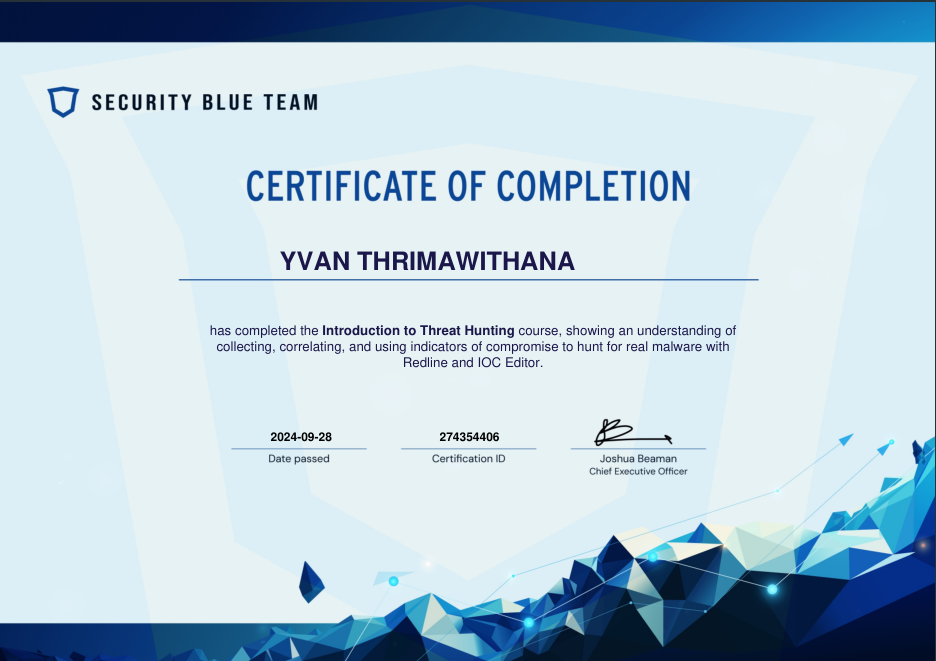 SECURITY BLUE TEAM
CERTIFICATE OF COMPLETION
YVAN THRIMAWITHANA
has completed the Introduction to Threat Hunting course, showing an understanding of
collecting, correlating, and using indicators of compromise to hunt for real malware with
Redline and IOC Editor.
2024-09-28
Date passed
274354406
Certification ID
Joshua Beaman
Chief Executive Officer